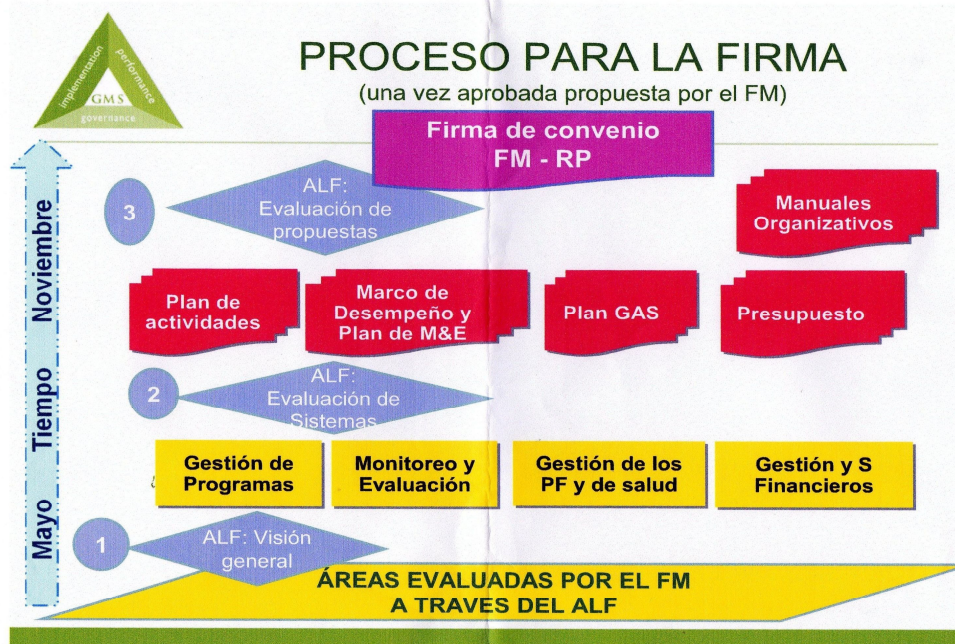 PROCESO PARA LA FIRMA
(una vez aprobada propuesta por el FM)
implementation
performance
GMS
governance
Firma de convenio
FM - RP
3
ALF:
Evaluación de
propuestas
Manuales
Organizativos
Plan de
actividades
Marco de
Desempeño y
Plan de M&E
Plan GAS
Presupuesto
2
ALF:
Evaluación de
Sistemas
Gestión de
Programas
Monitoreo y
Evaluación
Gestión de los
PF y de salud
Gestión y S
Financieros
1
ALF: Visión
general
ÁREAS EVALUADAS POR EL FM
A TRAVES DEL ALF
Mayo Tiempo Noviembre